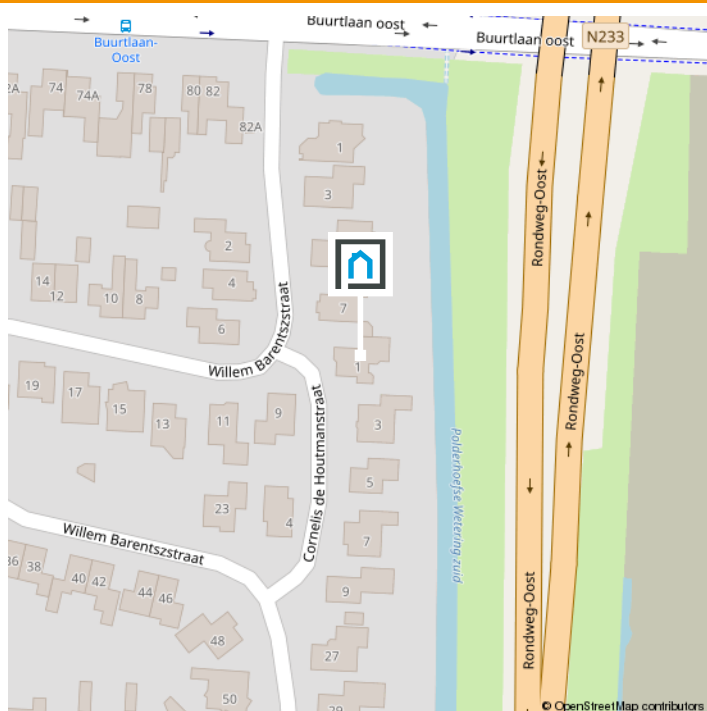 Buurtlaan oost
Buurtlaan oost
N233
Buurtlaan-
Oost
2A
74
74A
78
80
82
82A
1
3
2
4
14
12
10
8
6
7
1
Willem Barentszstraat
Willem Barentszstraat
Rondweg-Oost
Rondweg-Oost
19
17
15
13
11
9
3
5
7
9
23
4
Cornelis de Houtmanstraat
Polderhoefse Wetering zuid
Willem Barentszstraat
36
38
40
42
44
46
48
50
27
29
Rondweg-Oost
© OpenStreetMap contributors